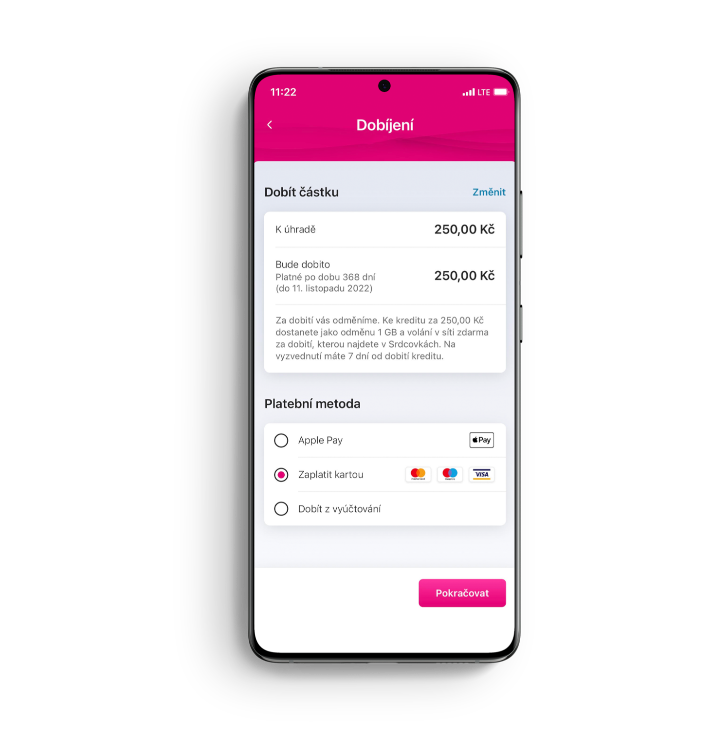 11:22
LTE
Dobíjení
Dobít částku
Změnit
K úhradě
250,00 Kč
Bude dobito
Platné po dobu 368 dní
(do 11. listopadu 2022)
250,00 Kč
Za dobití vás odměníme. Ke kreditu za 250,00 Kč
dostanete jako odměnu 1 GB a volání v síti zdarma
za dobití, kterou najdete v Srdcovkách. Na
vyzvednutí máte 7 dní od dobití kreditu.
Platební metoda
Apple Pay
Pay
Zaplatit kartou
VISA
Dobít z vyúčtování
Pokračovat